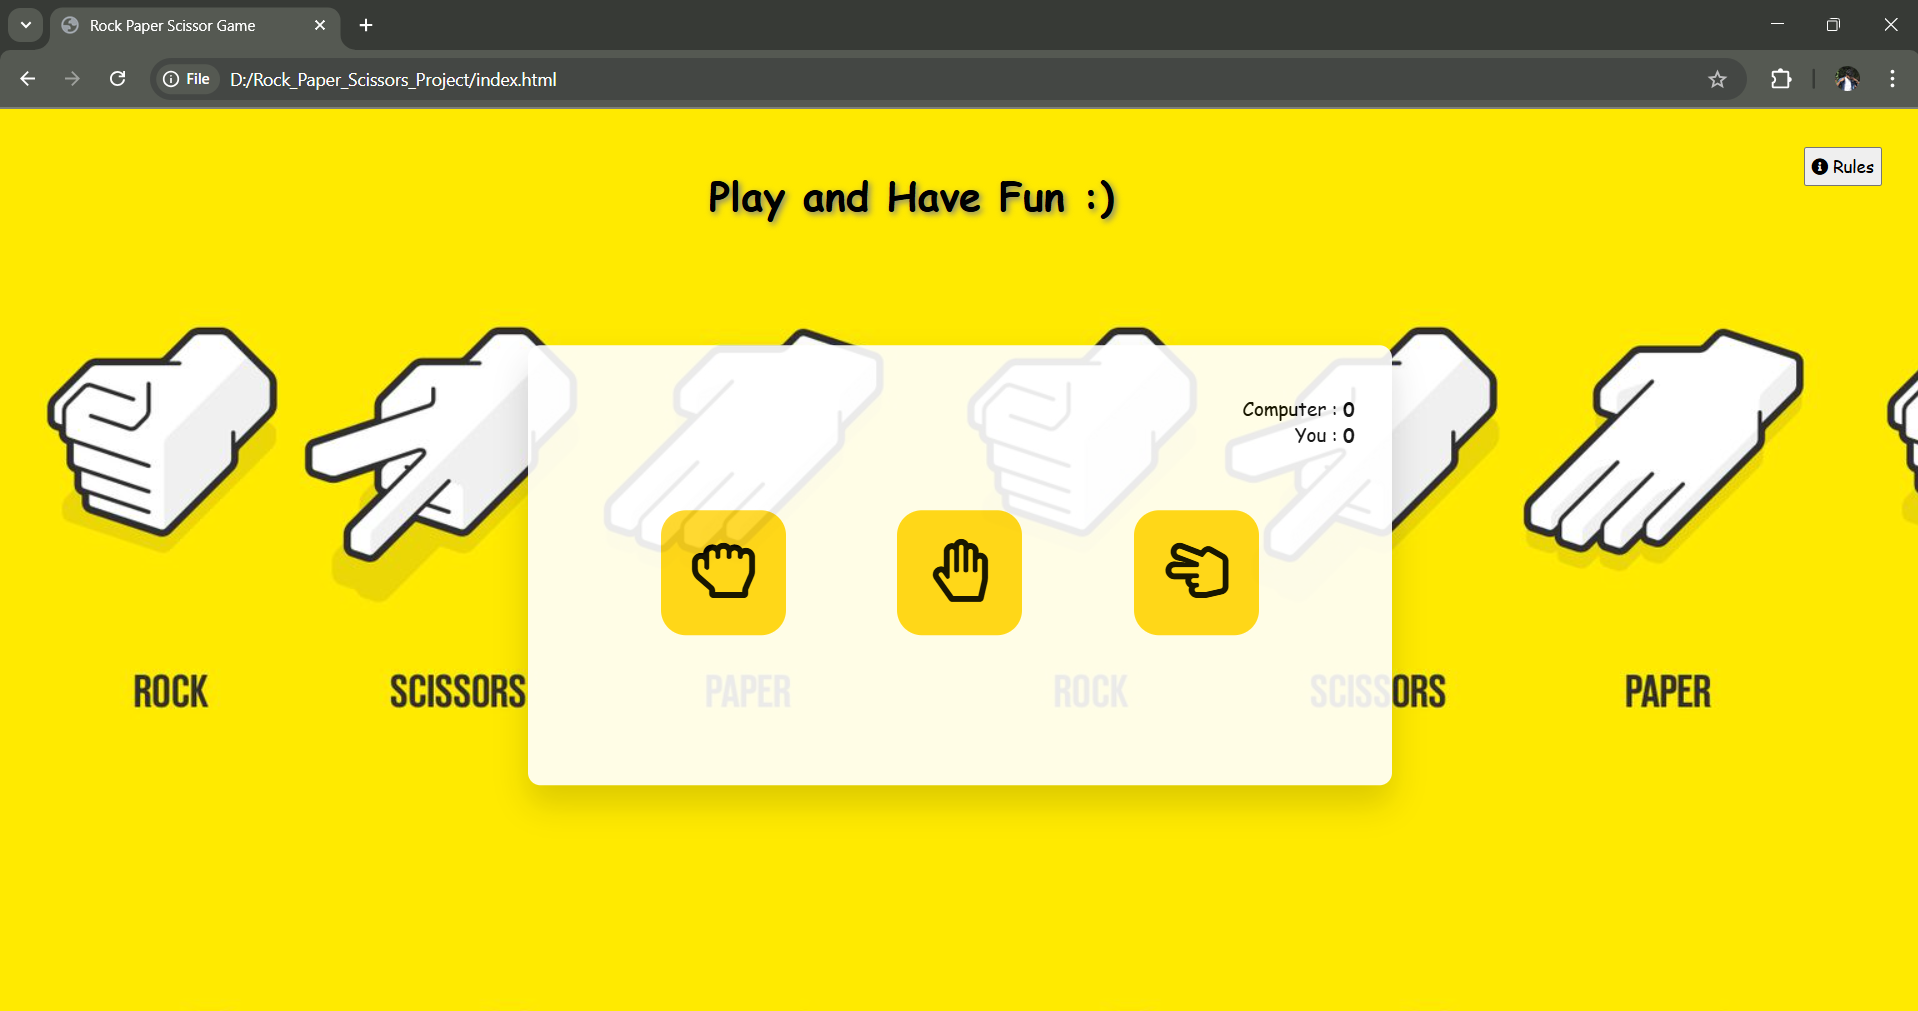 Rock Paper Scissor Game
File D:/Rock_Paper_Scissors_Project/index.html
Rules
Play and Have Fun :)
Computer : 0
You : 0
ROCK SCISSORS PAPER ROCK SCISSORS PAPER